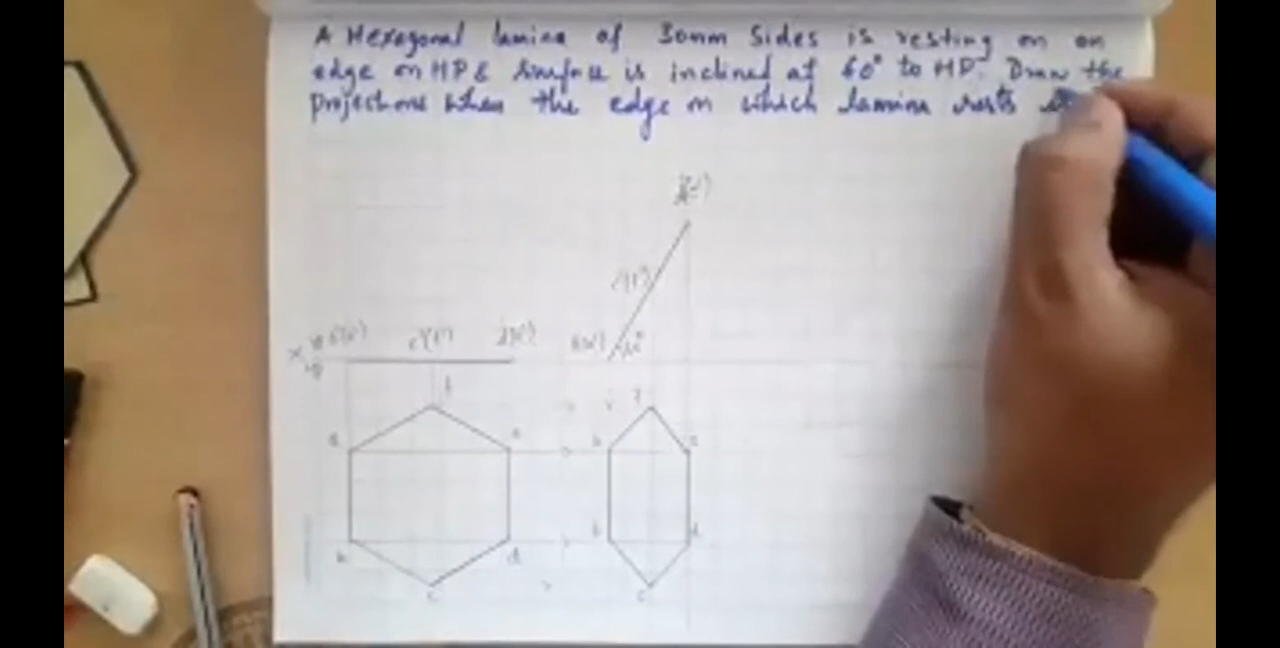 A Hexagonal lamina of 30mm Sides is resting on an
edge on HP & Surface is inclined at 60° to HP. Draw the
projections when the edge on which lamina rests
X b'(a') c'(f') d'(e') b'(a') 60°
f
a e
b d
c
f
b d
c